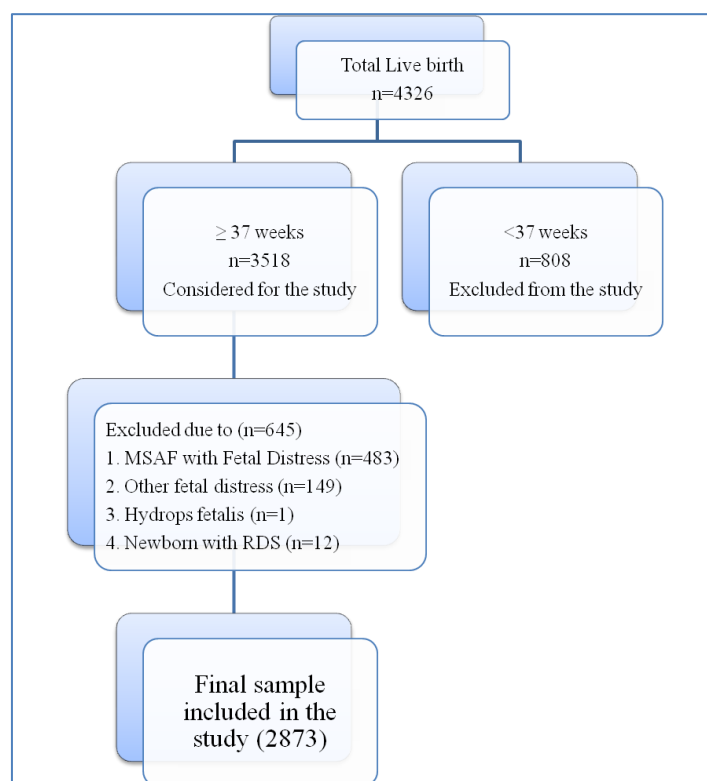 Total Live birth
n=4326
≥ 37 weeks
n=3518
Considered for the study
<37 weeks
n=808
Excluded from the study
Excluded due to (n=645)
1. MSAF with Fetal Distress (n=483)
2. Other fetal distress (n=149)
3. Hydrops fetalis (n=1)
4. Newborn with RDS (n=12)
Final sample
included in the
study (2873)